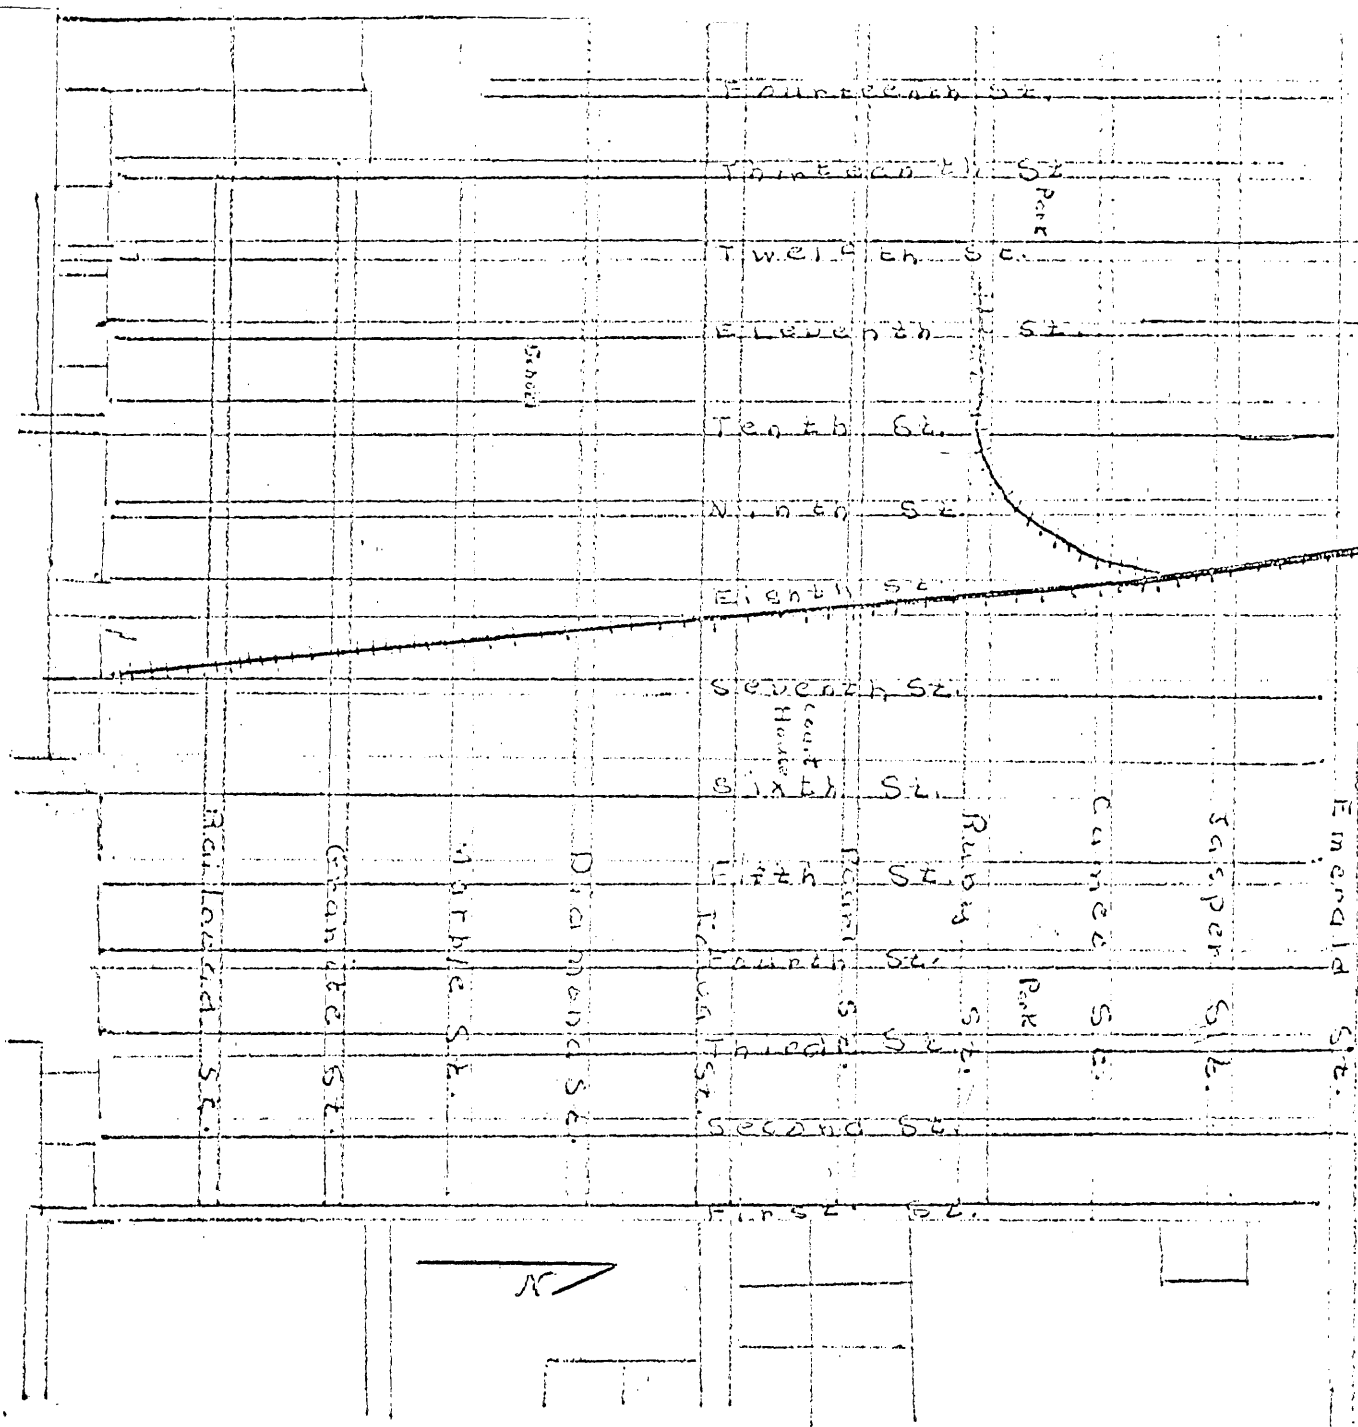 Fourteenth St.
Thirteenth St
Park
Twelfth St.
Eleventh St.
School
Tenth St.
Ninth St
Eighth St
Seventh St.
Court
House
Sixth St.
Fifth St.
Fourth St.
Third St
Second St.
First St.
Granite St.
Marble St.
Diamond St.
Pearl St.
Ruby St.
Park
Cameo St.
Jasper St.
Emerald St.
N